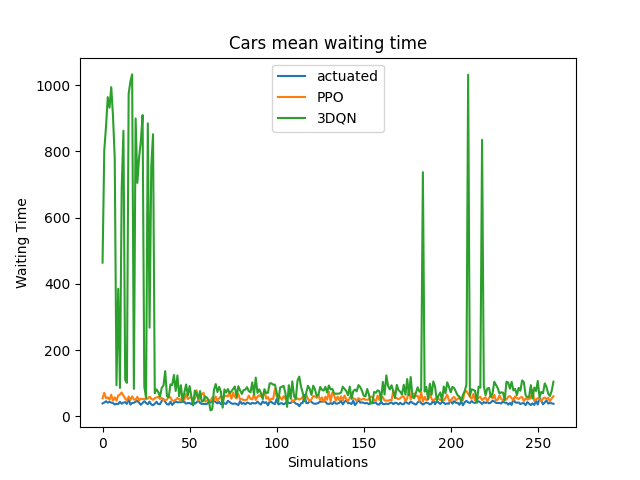 Cars mean waiting time
actuated
PPO
3DQN
Waiting Time
1000
800
600
400
200
0
0 50 100 150 200 250
Simulations